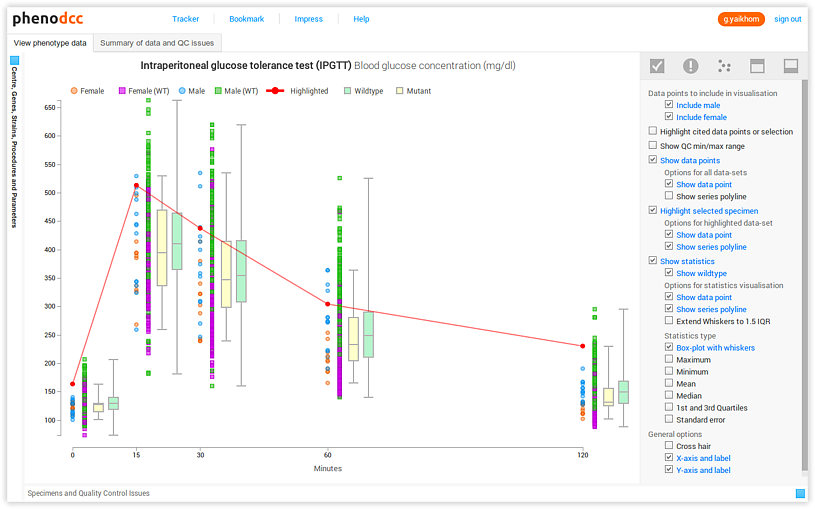 phenodcc
Tracker
Bookmark
Impress
Help
g.yaikhom
sign out
View phenotype data
Summary of data and QC issues
Centre, Genes, Strains, Procedures and Parameters
Intraperitoneal glucose tolerance test (IPGTT) Blood glucose concentration (mg/dl)
Female
Female (WT)
Male
Male (WT)
Highlighted
Wildtype
Mutant
650
600
550
500
450
400
350
300
250
200
150
100
0
15
30
60
120
Minutes
Data points to include in visualisation
Include male
Include female
Highlight cited data points or selection
Show QC min/max range
Show data points
Options for all data-sets
Show data point
Show series polyline
Highlight selected specimen
Options for highlighted data-set
Show data point
Show series polyline
Show statistics
Show wildtype
Options for statistics visualisation
Show data point
Show series polyline
Extend Whiskers to 1.5 IQR
Statistics type
Box-plot with whiskers
Maximum
Minimum
Mean
Median
1st and 3rd Quartiles
Standard error
General options
Cross hair
X-axis and label
Y-axis and label
Specimens and Quality Control Issues